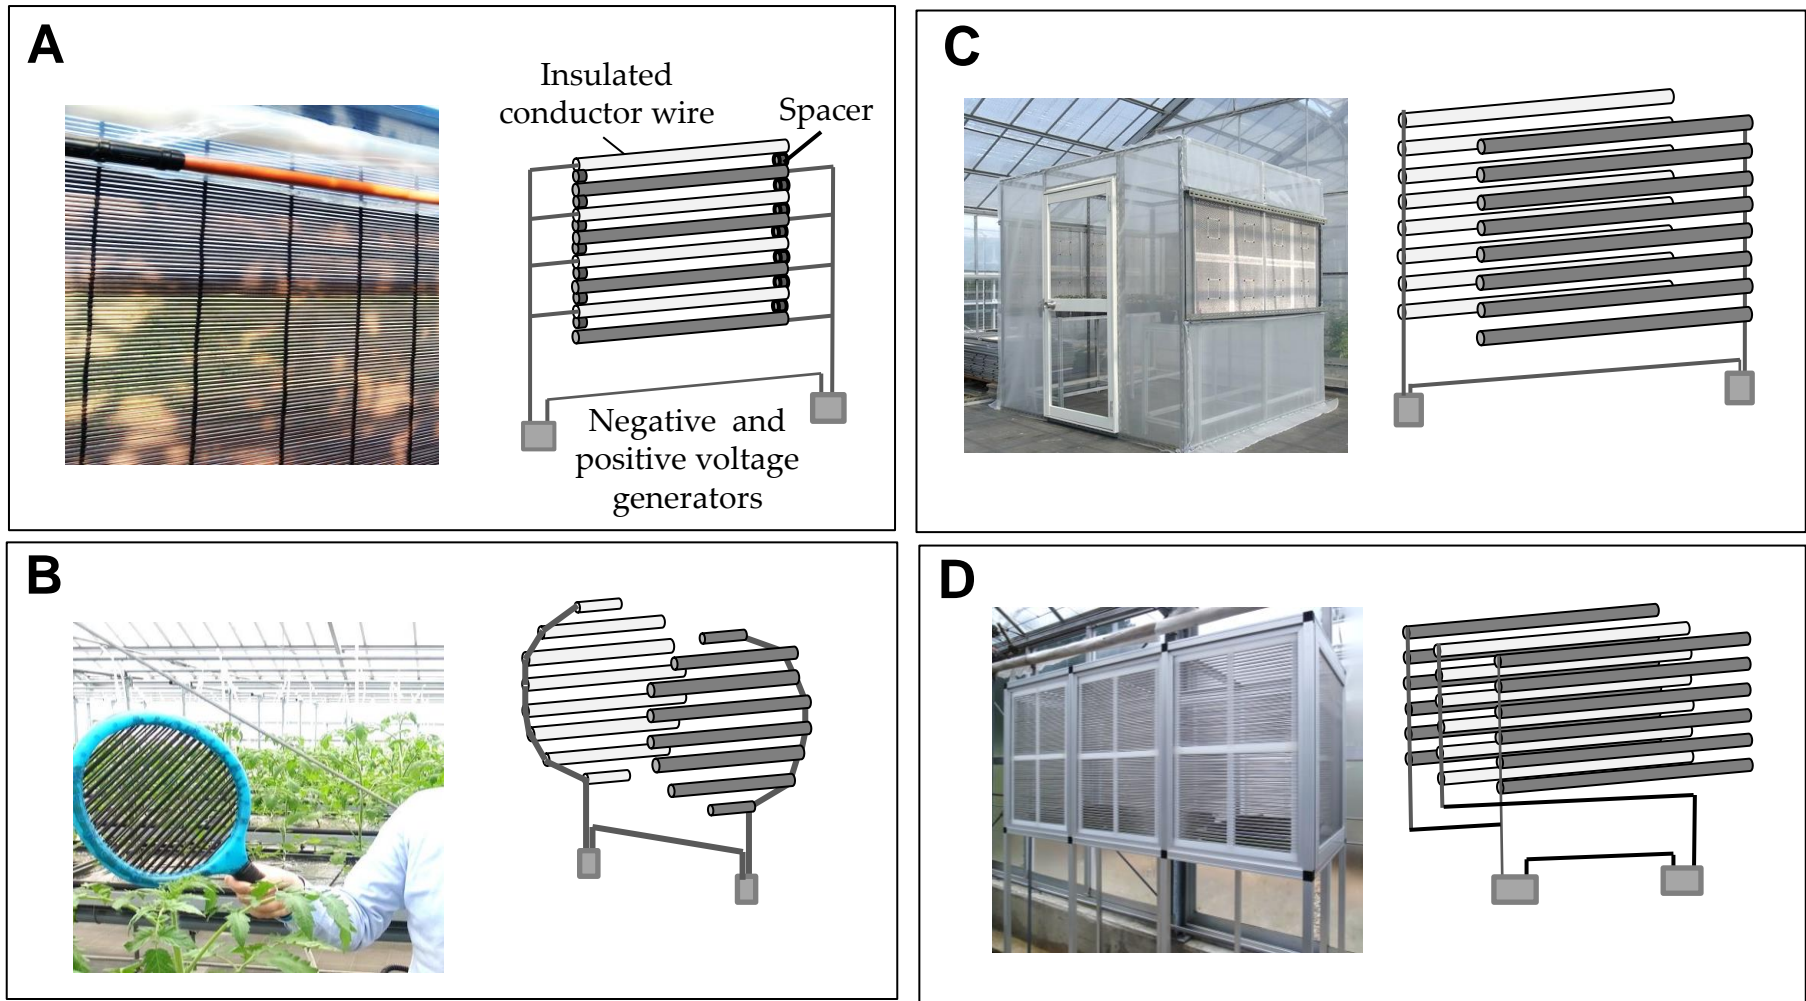 A
Insulated
conductor wire
Spacer
Negative and
positive voltage
generators
C
B
D